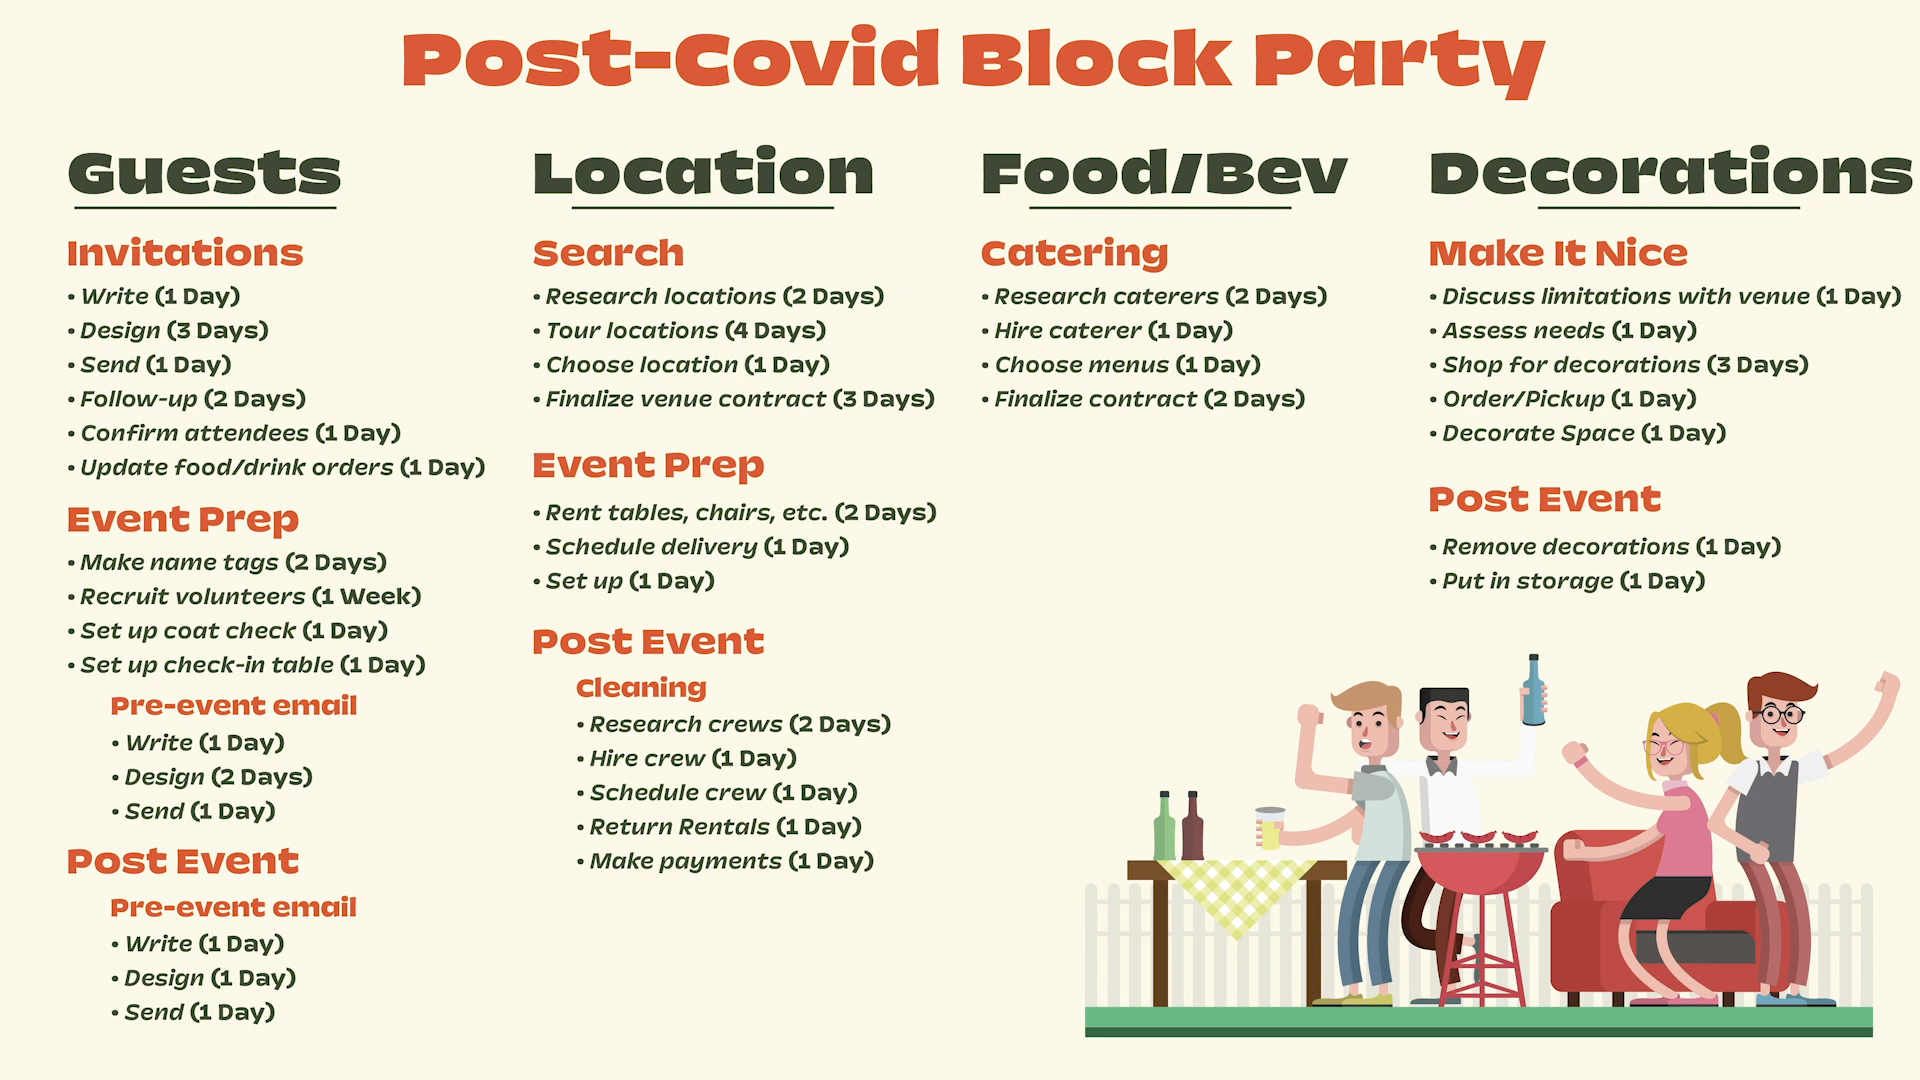 Post-Covid Block Party
Guests
Invitations
• Write (1 Day)
• Design (3 Days)
• Send (1 Day)
• Follow-up (2 Days)
• Confirm attendees (1 Day)
• Update food/drink orders (1 Day)
Event Prep
• Make name tags (2 Days)
• Recruit volunteers (1 Week)
• Set up coat check (1 Day)
• Set up check-in table (1 Day)
Pre-event email
• Write (1 Day)
• Design (2 Days)
• Send (1 Day)
Post Event
Pre-event email
• Write (1 Day)
• Design (1 Day)
• Send (1 Day)
Location
Search
• Research locations (2 Days)
• Tour locations (4 Days)
• Choose location (1 Day)
• Finalize venue contract (3 Days)
Event Prep
• Rent tables, chairs, etc. (2 Days)
• Schedule delivery (1 Day)
• Set up (1 Day)
Post Event
Cleaning
• Research crews (2 Days)
• Hire crew (1 Day)
• Schedule crew (1 Day)
• Return Rentals (1 Day)
• Make payments (1 Day)
Food/Bev
Catering
• Research caterers (2 Days)
• Hire caterer (1 Day)
• Choose menus (1 Day)
• Finalize contract (2 Days)
Decorations
Make It Nice
• Discuss limitations with venue (1 Day)
• Assess needs (1 Day)
• Shop for decorations (3 Days)
• Order/Pickup (1 Day)
• Decorate Space (1 Day)
Post Event
• Remove decorations (1 Day)
• Put in storage (1 Day)